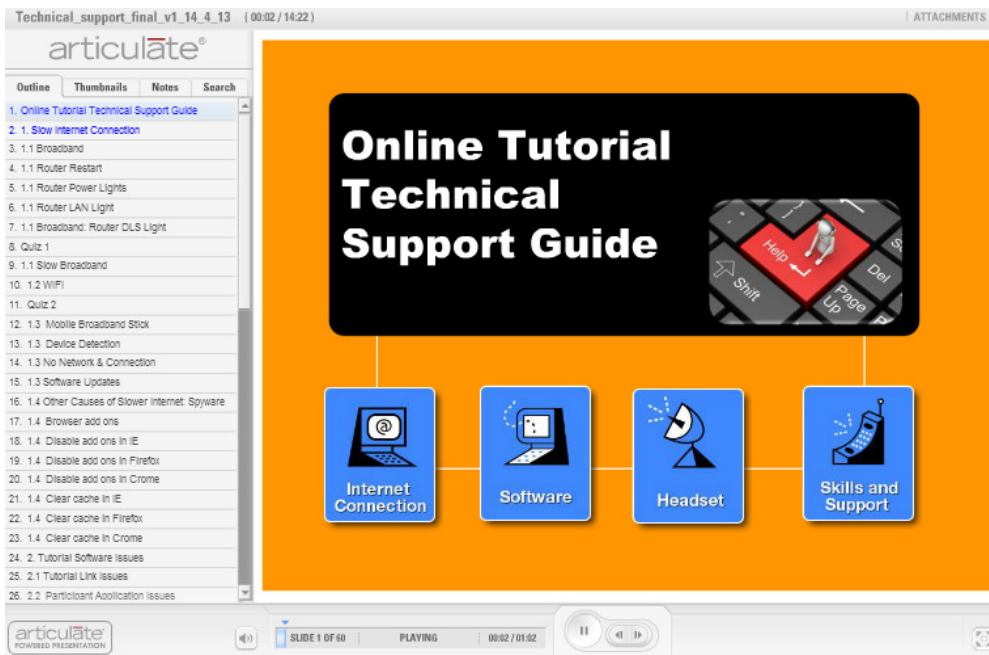 Technical_support_final_v1_14_4_13 ( 00:02 / 14:22 )
ATTACHMENTS
articulāte®
Outline Thumbnails Notes Search
1. Online Tutorial Technical Support Guide
2. 1. Slow Internet Connection
3. 1.1 Broadband
4. 1.1 Router Restart
5. 1.1 Router Power Lights
6. 1.1 Router LAN Light
7. 1.1 Broadband: Router DLS Light
8. Quiz 1
9. 1.1 Slow Broadband
10. 1.2 WIFI
11. Quiz 2
12. 1.3 Mobile Broadband Stick
13. 1.3 Device Detection
14. 1.3 No Network & Connection
15. 1.3 Software Updates
16. 1.4 Other Causes of Slower Internet: Spyware
17. 1.4 Browser add ons
18. 1.4 Disable add ons in IE
19. 1.4 Disable add ons in Firefox
20. 1.4 Disable add ons in Crome
21. 1.4 Clear cache in IE
22. 1.4 Clear cache in Firefox
23. 1.4 Clear cache in Crome
24. 2. Tutorial Software Issues
25. 2.1 Tutorial Link Issues
26. 2.2 Participant Application Issues
Online Tutorial
Technical
Support Guide
Help
Shift
Del
Page
Up
@
Internet
Connection
Software
Headset
Skills and
Support
articulāte®
POWERED PRESENTATION
SLIDE 1 OF 60 PLAYING 00:02 / 01:02